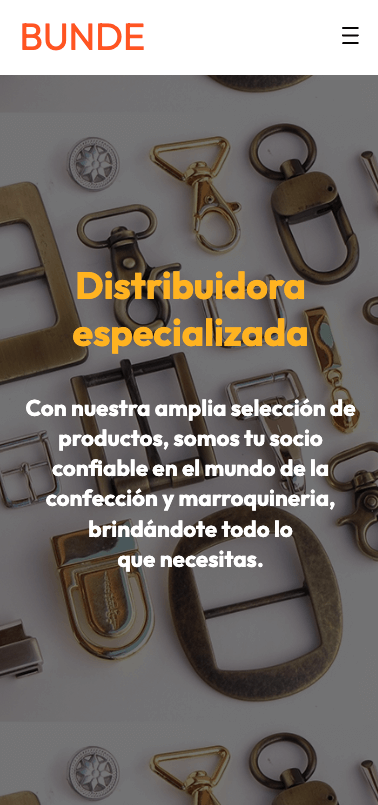 BUNDE
Distribuidora
especializada
Con nuestra amplia selección de
productos, somos tu socio
confiable en el mundo de la
confección y marroquineria,
brindándote todo lo
que necesitas.